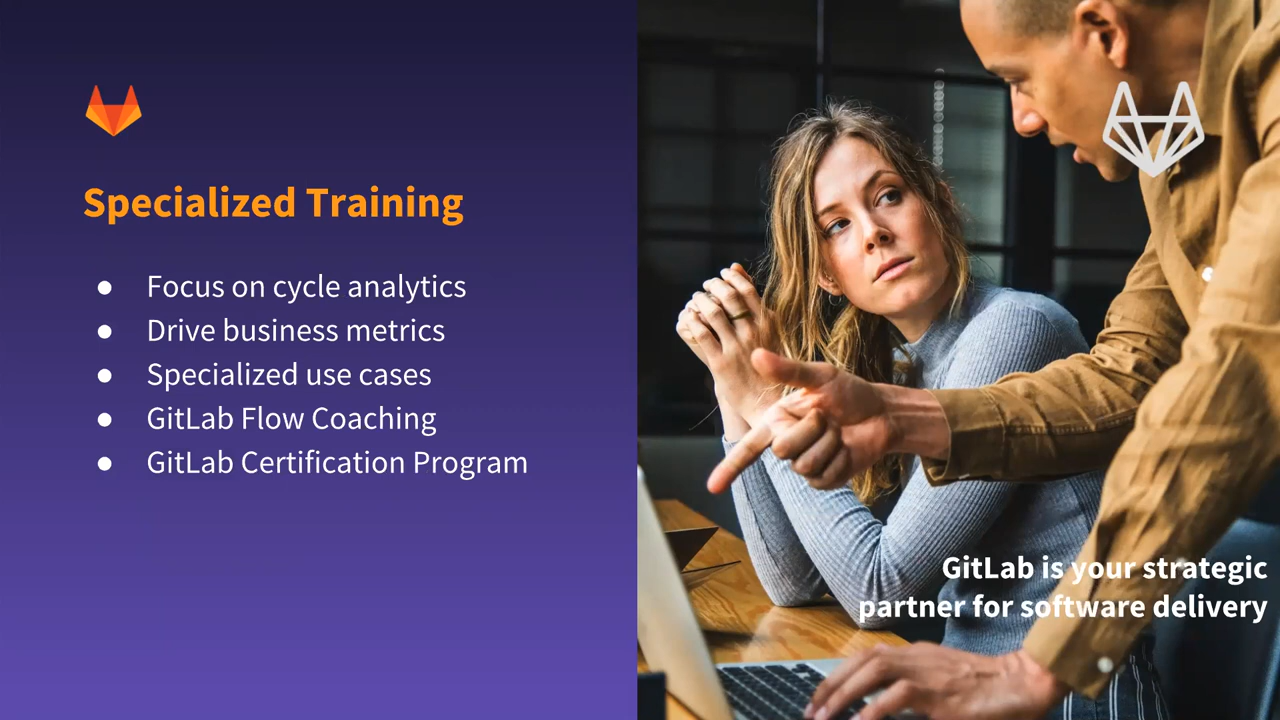 Specialized Training
● Focus on cycle analytics
● Drive business metrics
● Specialized use cases
● GitLab Flow Coaching
● GitLab Certification Program
GitLab is your strategic
partner for software delivery